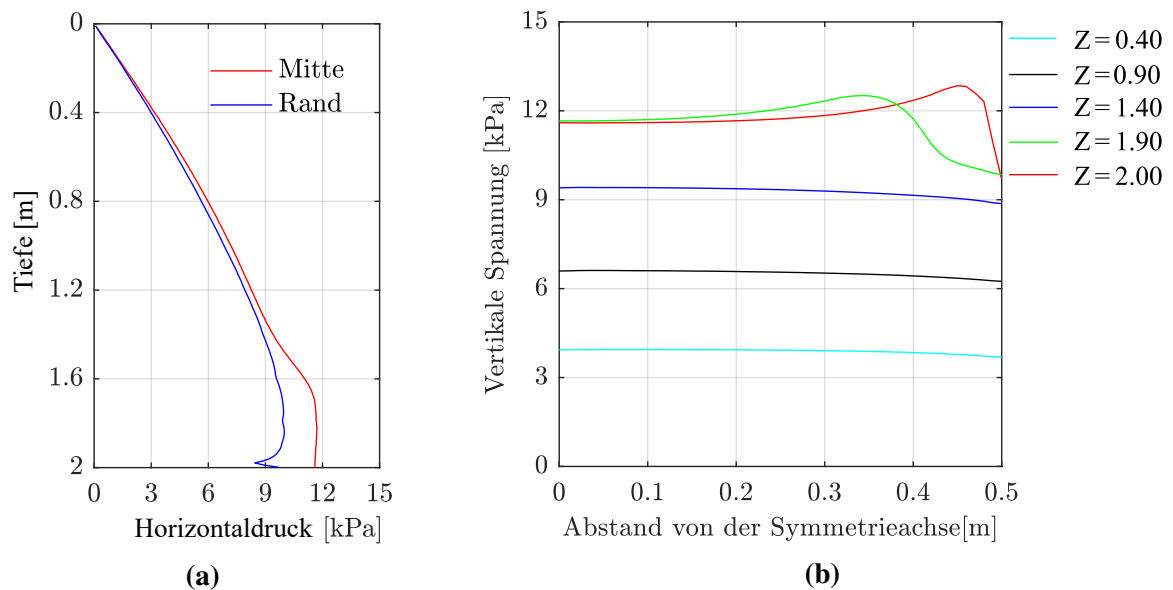 0
0.4
0.8
1.2
1.6
2
Tiefe [m]
Mitte
Rand
0 3 6 9 12 15
Horizontaldruck [kPa]
(a)
15
12
9
6
3
0
Vertikale Spannung [kPa]
0 0.1 0.2 0.3 0.4 0.5
Abstand von der Symmetrieachse[m]
(b)
Z=0.40
Z=0.90
Z=1.40
Z=1.90
Z=2.00